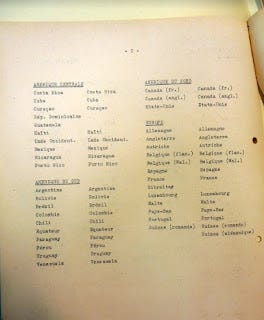 - 2 -
AMERIQUE CENTRALE
Costa Rica Costa Rica
Cuba Cuba
Curaçao Curaçao
Rép. Dominicaine
Guatemala
Haïti Haïti
Inde Occident. Inde Occident.
Mexique Mexique
Nicaragua Nicaragua
Porto Rico Porto Rico
AMERIQUE DU SUD
Argentine Argentine
Bolivie Bolivie
Brésil Brésil
Colombie Colombie
Chili Chili
Equateur Equateur
Paraguay Paraguay
Pérou Pérou
Uruguay Uruguay
Venezuela Venezuela
AMERIQUE DU NORD
Canada (fr.) Canada (fr.)
Canada (angl.) Canada (angl.)
Etats-Unis Etats-Unis
EUROPE
Allemagne Allemagne
Angleterre Angleterre
Autriche Autriche
Belgique (flam.) Belgique (flam.)
Belgique (Wal.) Belgique (Wal.)
Espagne Espagne
France France
Gibraltar
Luxembourg Luxembourg
Malte Malte
Pays-Bas Pays-Bas
Portugal Portugal
Suisse (romande) Suisse (romande)
Suisse (alémanique)